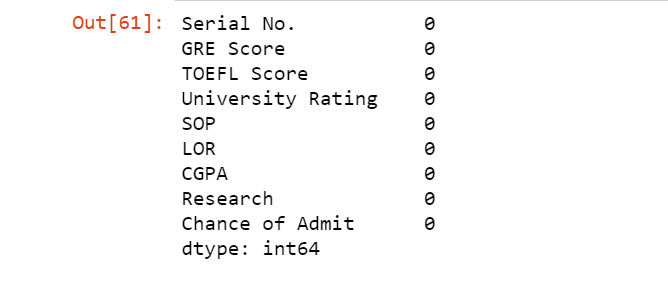 Out[61]: Serial No. 0
GRE Score 0
TOEFL Score 0
University Rating 0
SOP 0
LOR 0
CGPA 0
Research 0
Chance of Admit 0
dtype: int64